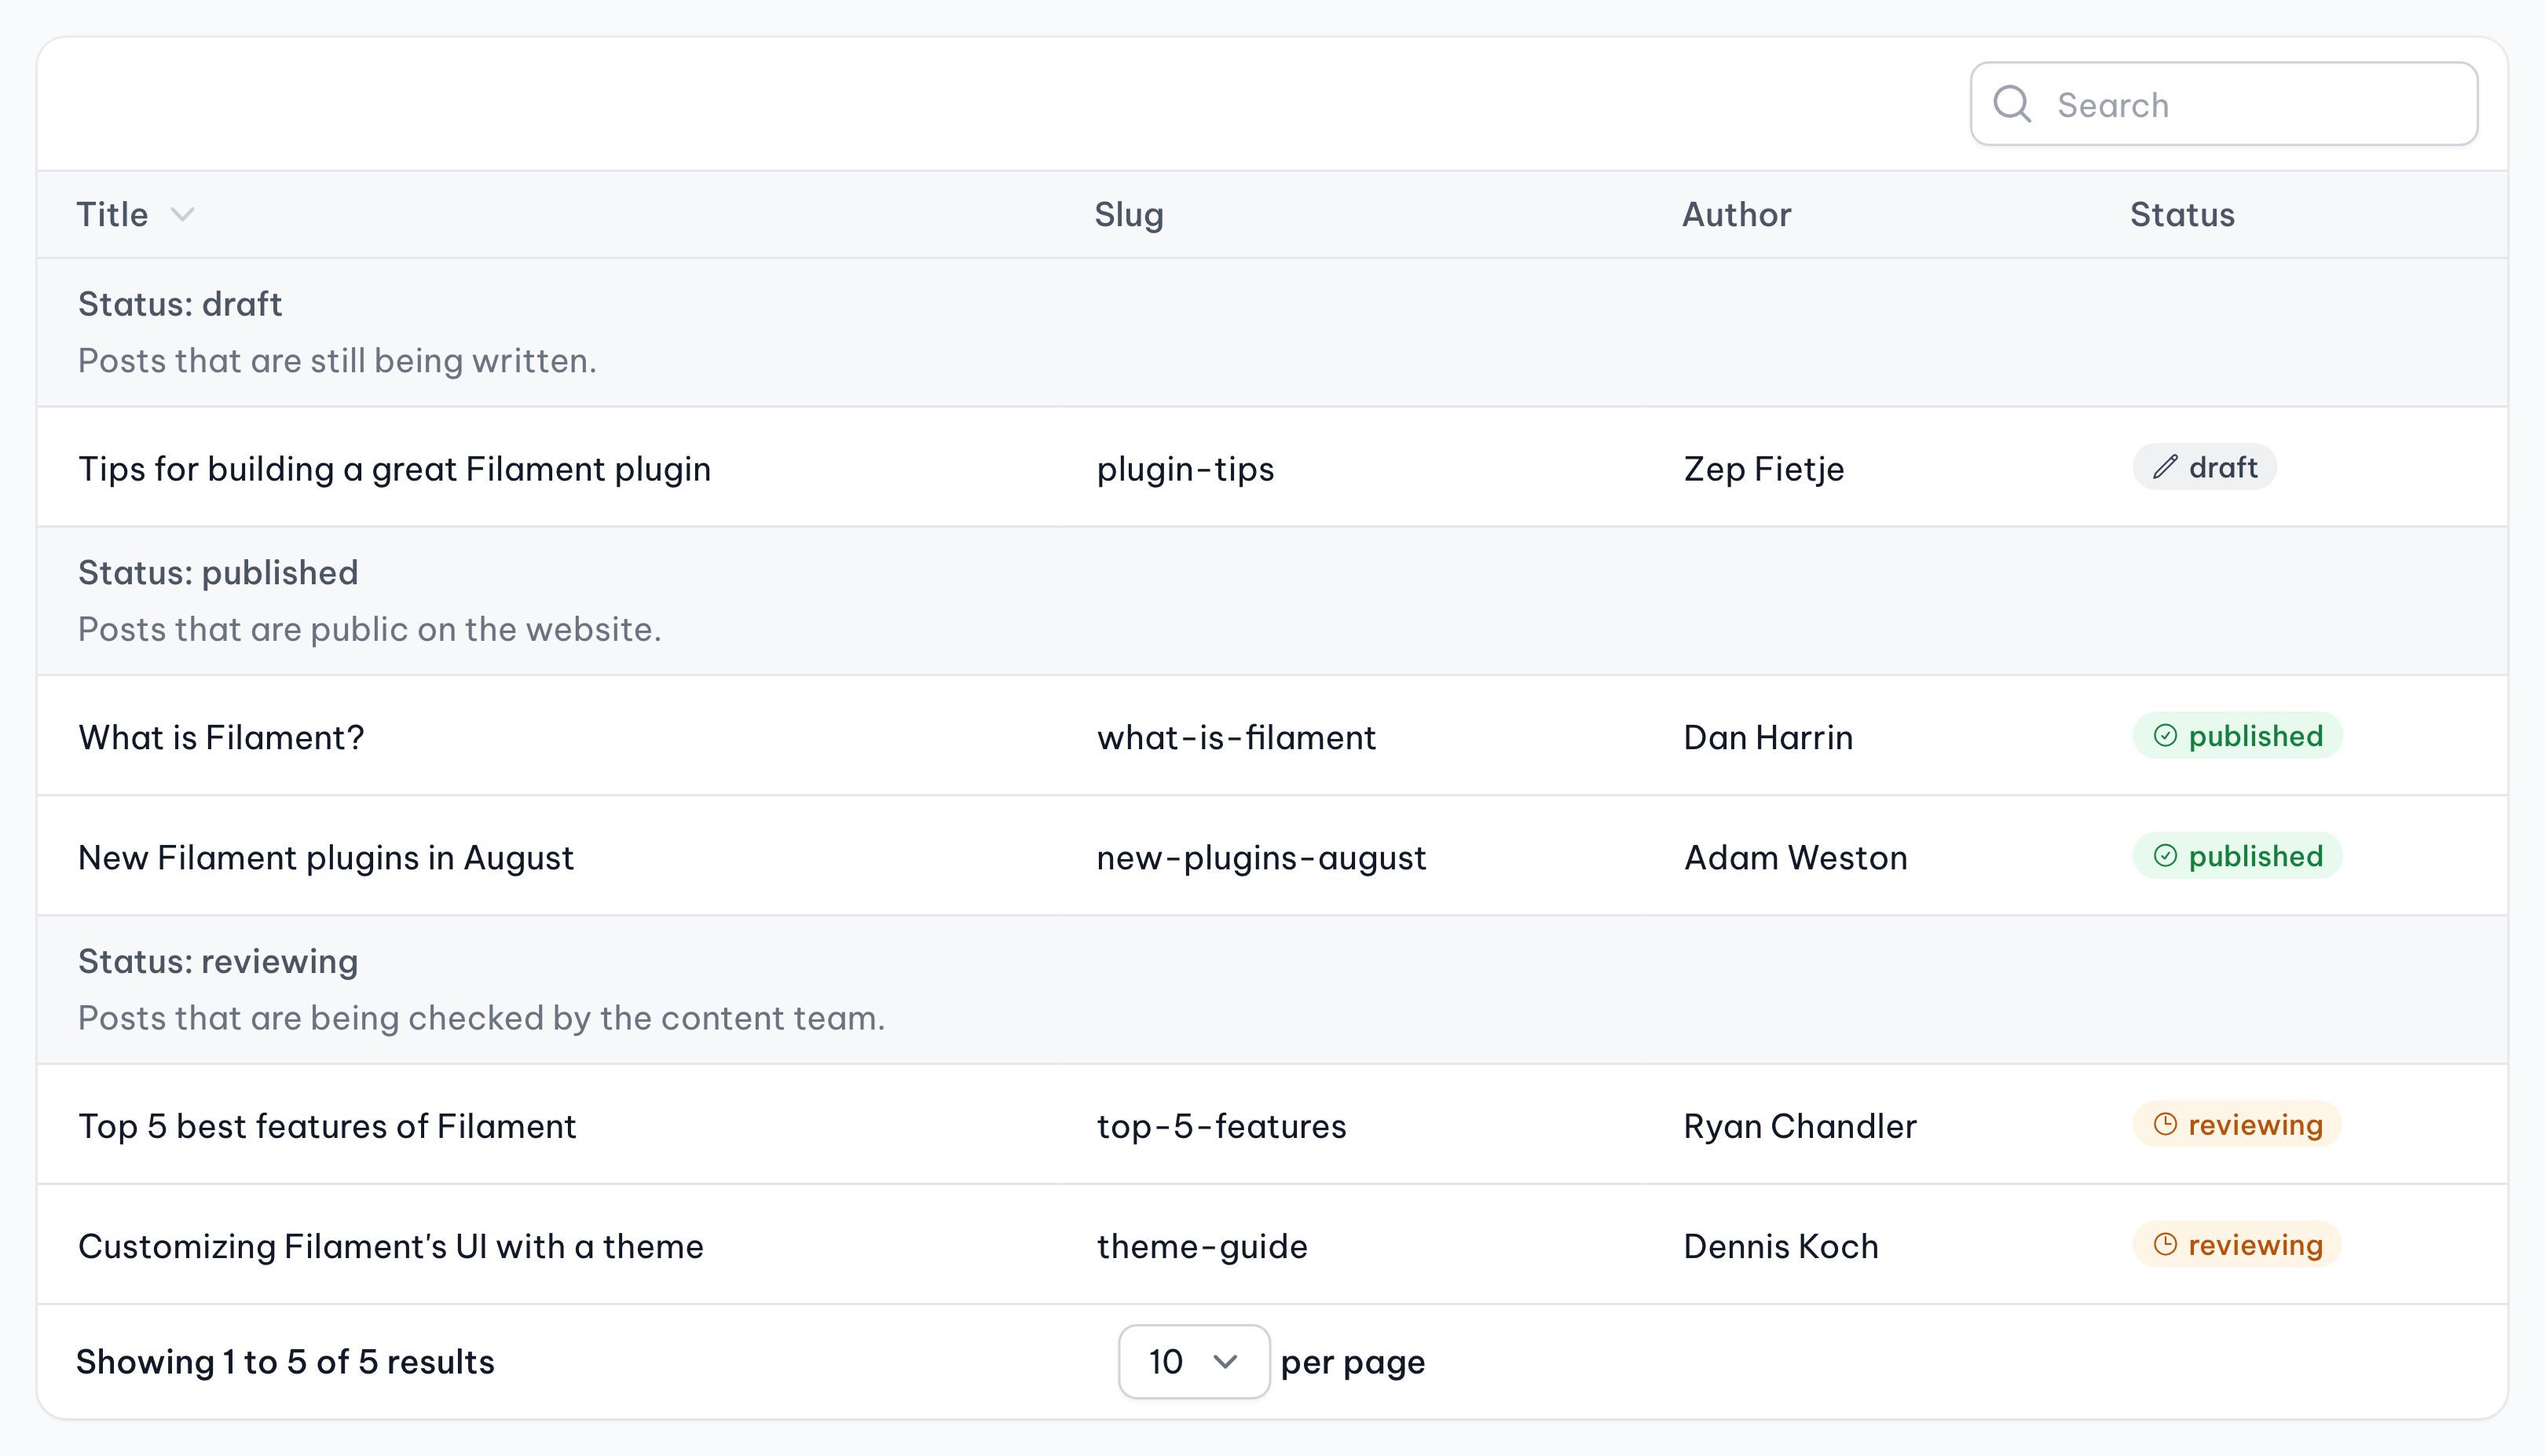 Search
Title Slug Author Status
Status: draft
Posts that are still being written.
Tips for building a great Filament plugin plugin-tips Zep Fietje draft
Status: published
Posts that are public on the website.
What is Filament? what-is-filament Dan Harrin published
New Filament plugins in August new-plugins-august Adam Weston published
Status: reviewing
Posts that are being checked by the content team.
Top 5 best features of Filament top-5-features Ryan Chandler reviewing
Customizing Filament's UI with a theme theme-guide Dennis Koch reviewing
Showing 1 to 5 of 5 results 10 per page